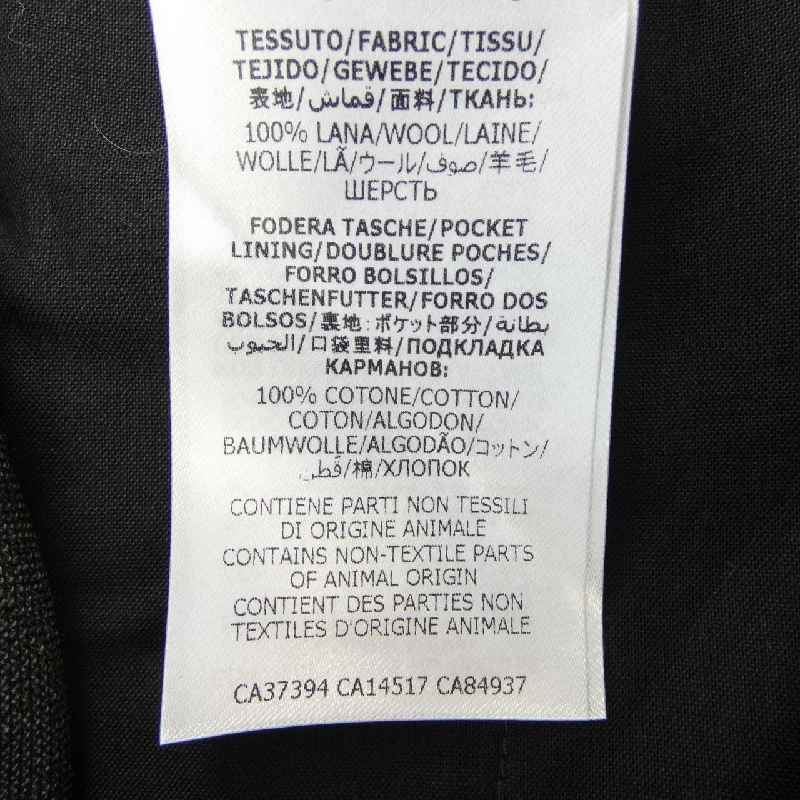 TESSUTO/FABRIC/TISSU/
TEJIDO/GEWEBE/TECIDO/
表地/قماش/面料/ТКАНЬ:
100% LANA/WOOL/LAINE/
WOLLE/LÃ/ウール/صوف/羊毛/
ШЕРСТЬ
FODERA TASCHE/POCKET
LINING/DOUBLURE POCHES/
FORRO BOLSILLOS/
TASCHENFUTTER/FORRO DOS
BOLSOS/裏地:ポケット部分/بطانة
الجيوب/口袋里料/ПОДКЛАДКА
КАРМАНОВ:
100% COTONE/COTTON/
COTON/ALGODON/
BAUMWOLLE/ALGODÃO/コットン/
قطن/棉/ХЛОПОК
CONTIENE PARTI NON TESSILI
DI ORIGINE ANIMALE
CONTAINS NON-TEXTILE PARTS
OF ANIMAL ORIGIN
CONTIENT DES PARTIES NON
TEXTILES D'ORIGINE ANIMALE
CA37394 CA14517 CA84937